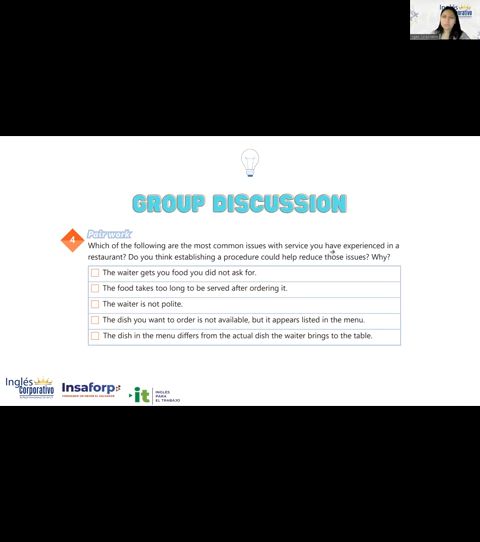 GROUP DISCUSSION
4
Pair work
Which of the following are the most common issues with service you have experienced in a
restaurant? Do you think establishing a procedure could help reduce those issues? Why?
The waiter gets you food you did not ask for.
The food takes too long to be served after ordering it.
The waiter is not polite.
The dish you want to order is not available, but it appears listed in the menu.
The dish in the menu differs from the actual dish the waiter brings to the table.
Inglés
Corporativo
Insaforp
it
INGLÉS
PARA
EL TRABAJO